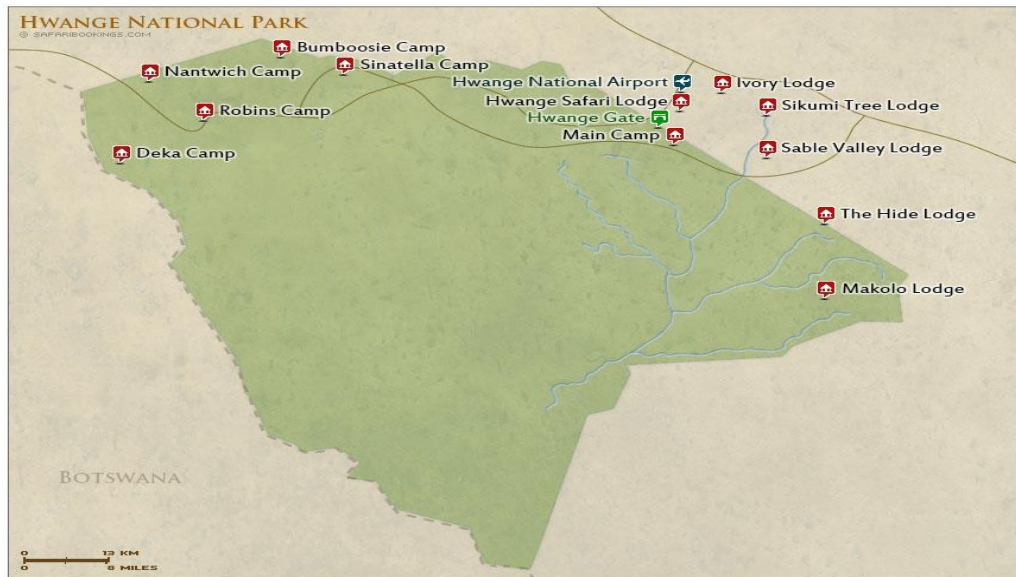 HWANGE NATIONAL PARK
© SAFARIBOOKINGS.COM
Bumboosie Camp
Sinatella Camp
Nantwich Camp
Hwange National Airport
Ivory Lodge
Hwange Safari Lodge
Sikumi Tree Lodge
Robins Camp
Hwange Gate
Main Camp
Deka Camp
Sable Valley Lodge
The Hide Lodge
Makolo Lodge
BOTSWANA
0 13 KM
0 8 MILES